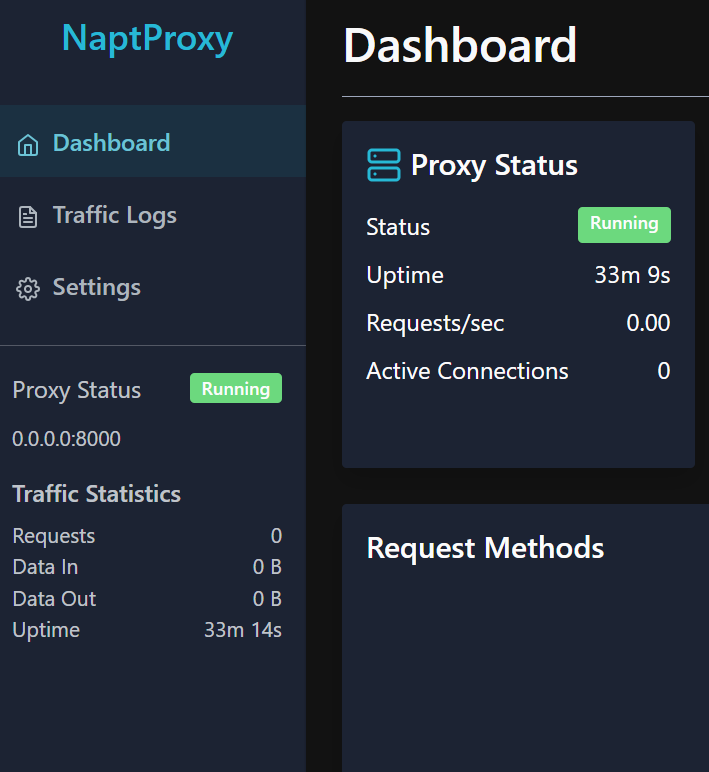 NaptProxy
Dashboard
Traffic Logs
Settings
Proxy Status Running
0.0.0.0:8000
Traffic Statistics
Requests 0
Data In 0 B
Data Out 0 B
Uptime 33m 14s
Dashboard
Proxy Status
Status Running
Uptime 33m 9s
Requests/sec 0.00
Active Connections 0
Request Methods